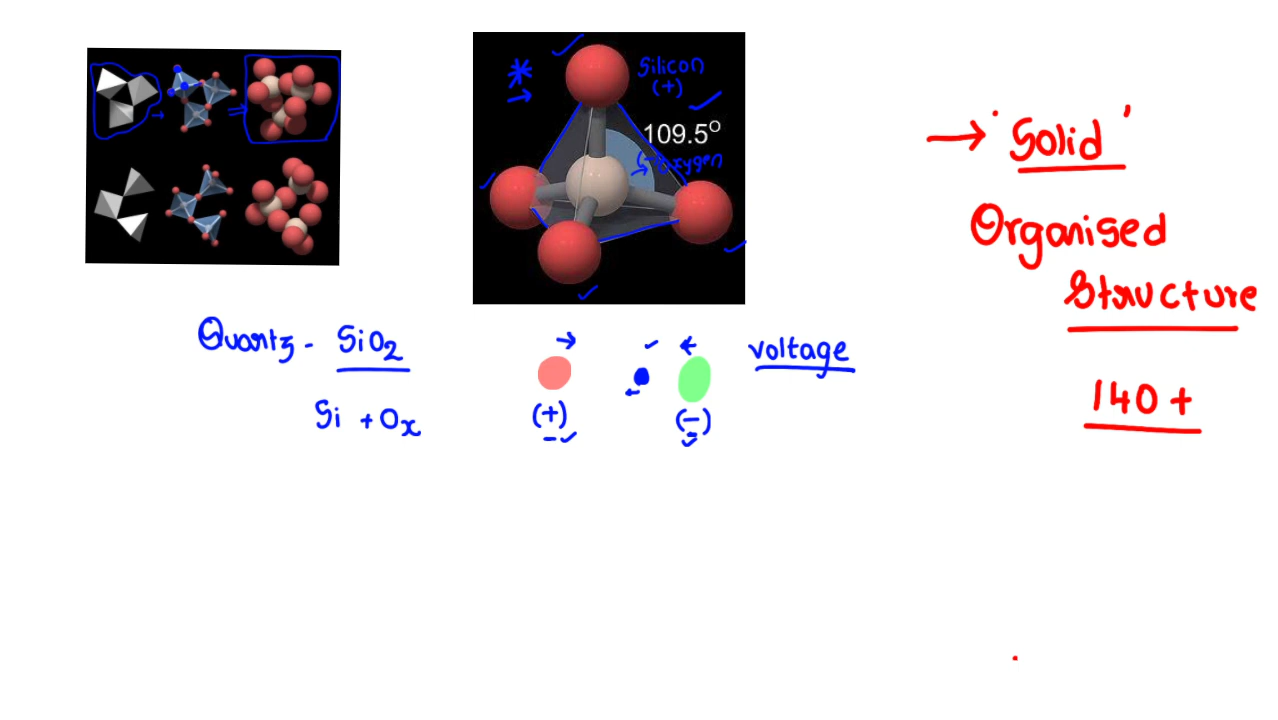 Silicon
(+)
109.5°
(-) Oxygen
→ 'Solid'
Organised
Structure
140+
Quartz - SiO2
Si + Ox
voltage
(+)
(-)